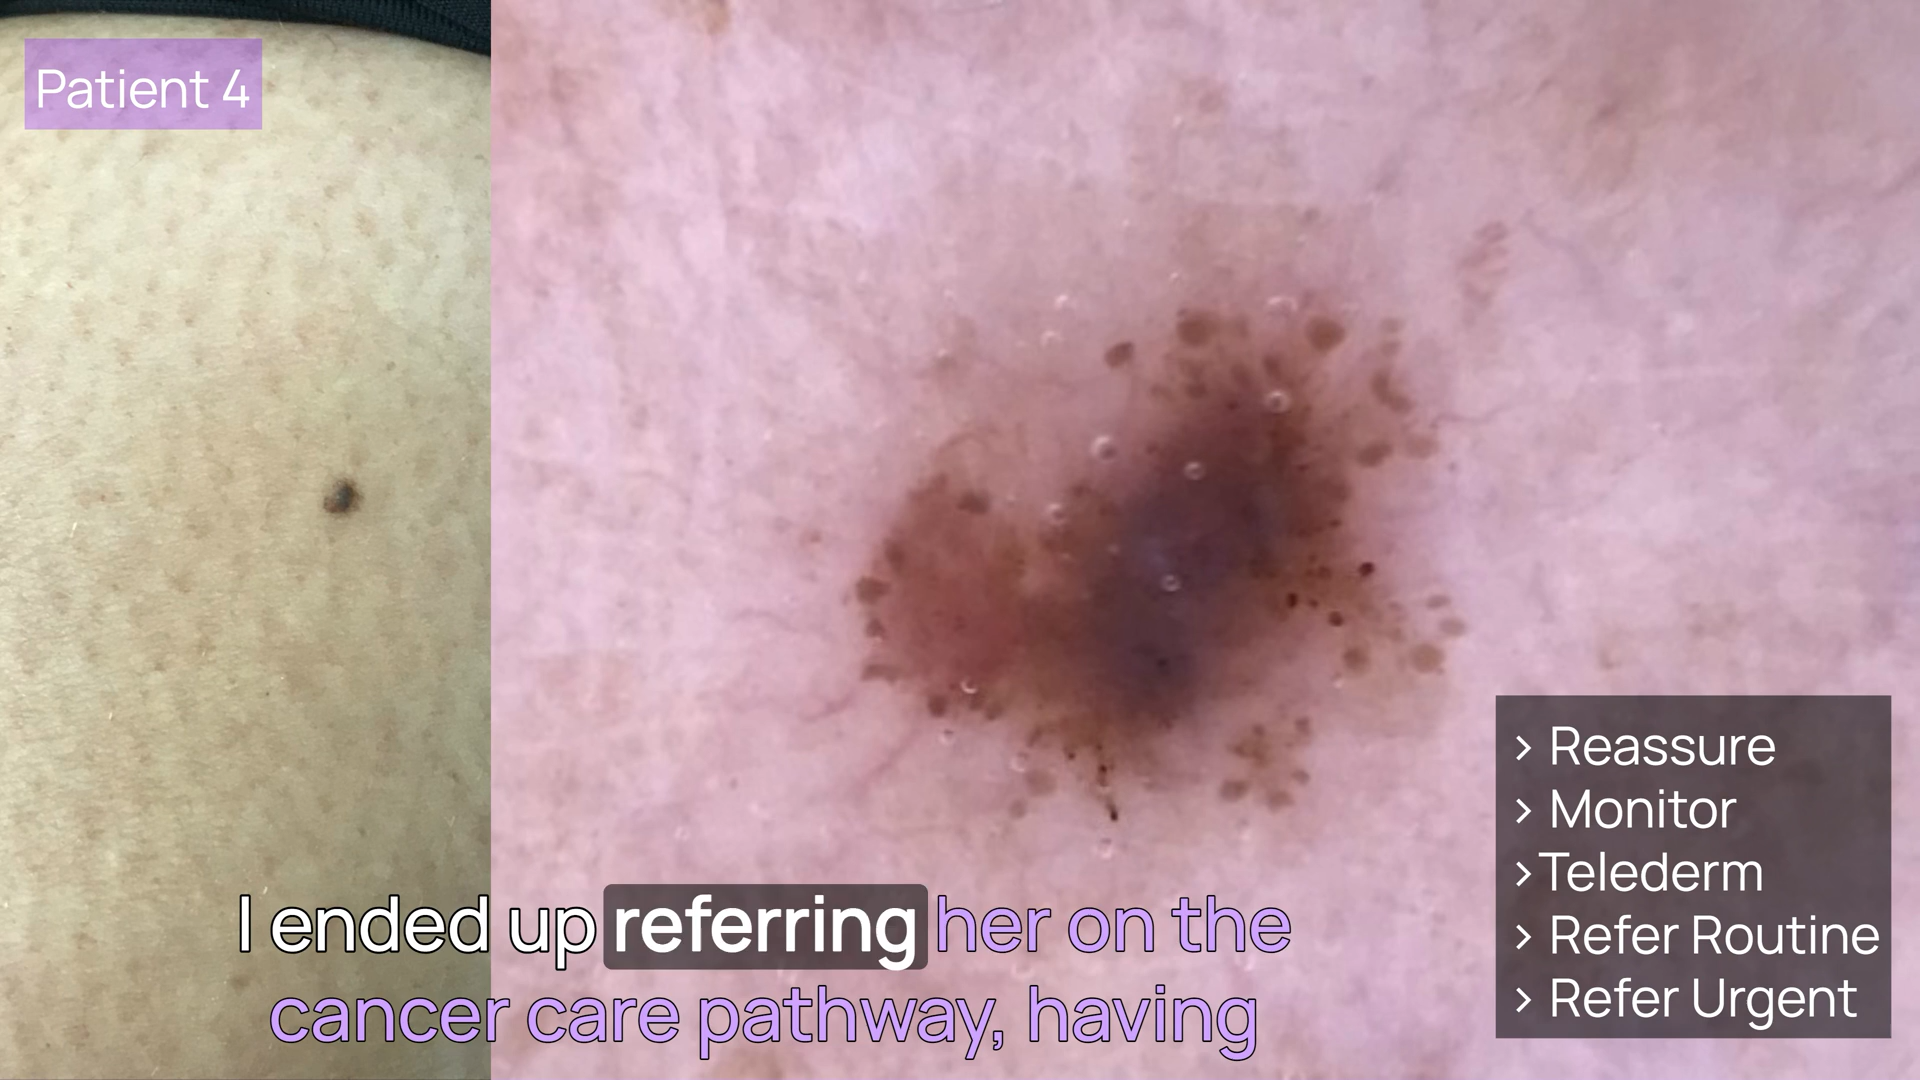 Patient 4
I ended up referring her on the
cancer care pathway, having
> Reassure
> Monitor
> Telederm
> Refer Routine
> Refer Urgent